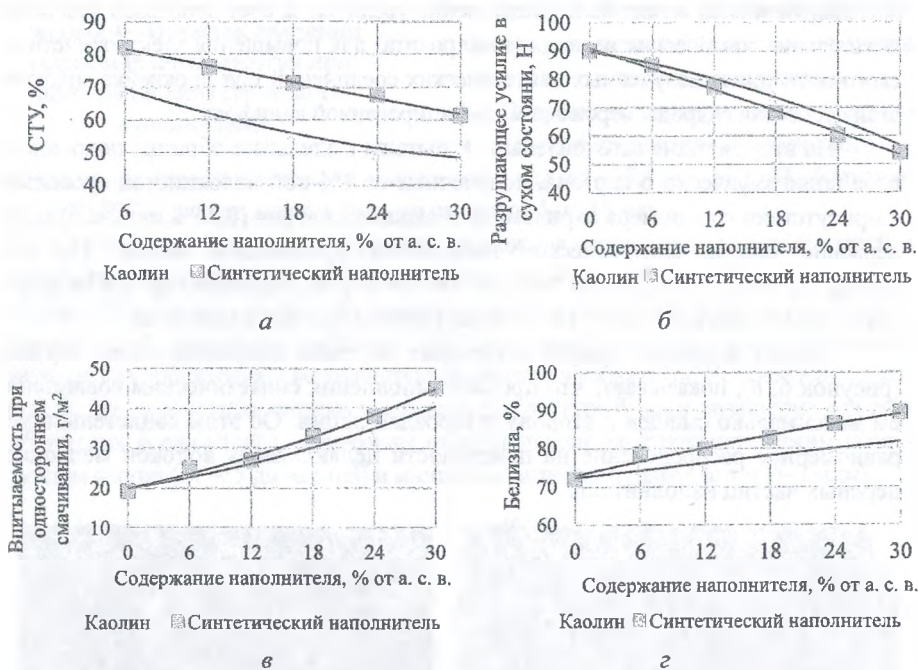 СТУ, %
90
80
70
60
50
40
6 12 18 24 30
Содержание наполнителя, % от а. с. в.
Каолин Синтетический наполнитель
а
Разрушающее усилие в
сухом состояни, Н
100
90
80
70
60
50
40
0 6 12 18 24 30
Содержание наполнителя, % от а. с. в.
Каолин Синтетический наполнитель
б
Впитываемость при
одностороннем
смачивании, г/м²
50
40
30
20
10
0 6 12 18 24 30
Содержание наполнителя, % от а. с. в.
Каолин Синтетический наполнитель
в
Белизна, %
100
90
80
70
60
0 6 12 18 24 30
Содержание наполнителя, % от а. с. в.
Каолин Синтетический наполнитель
г